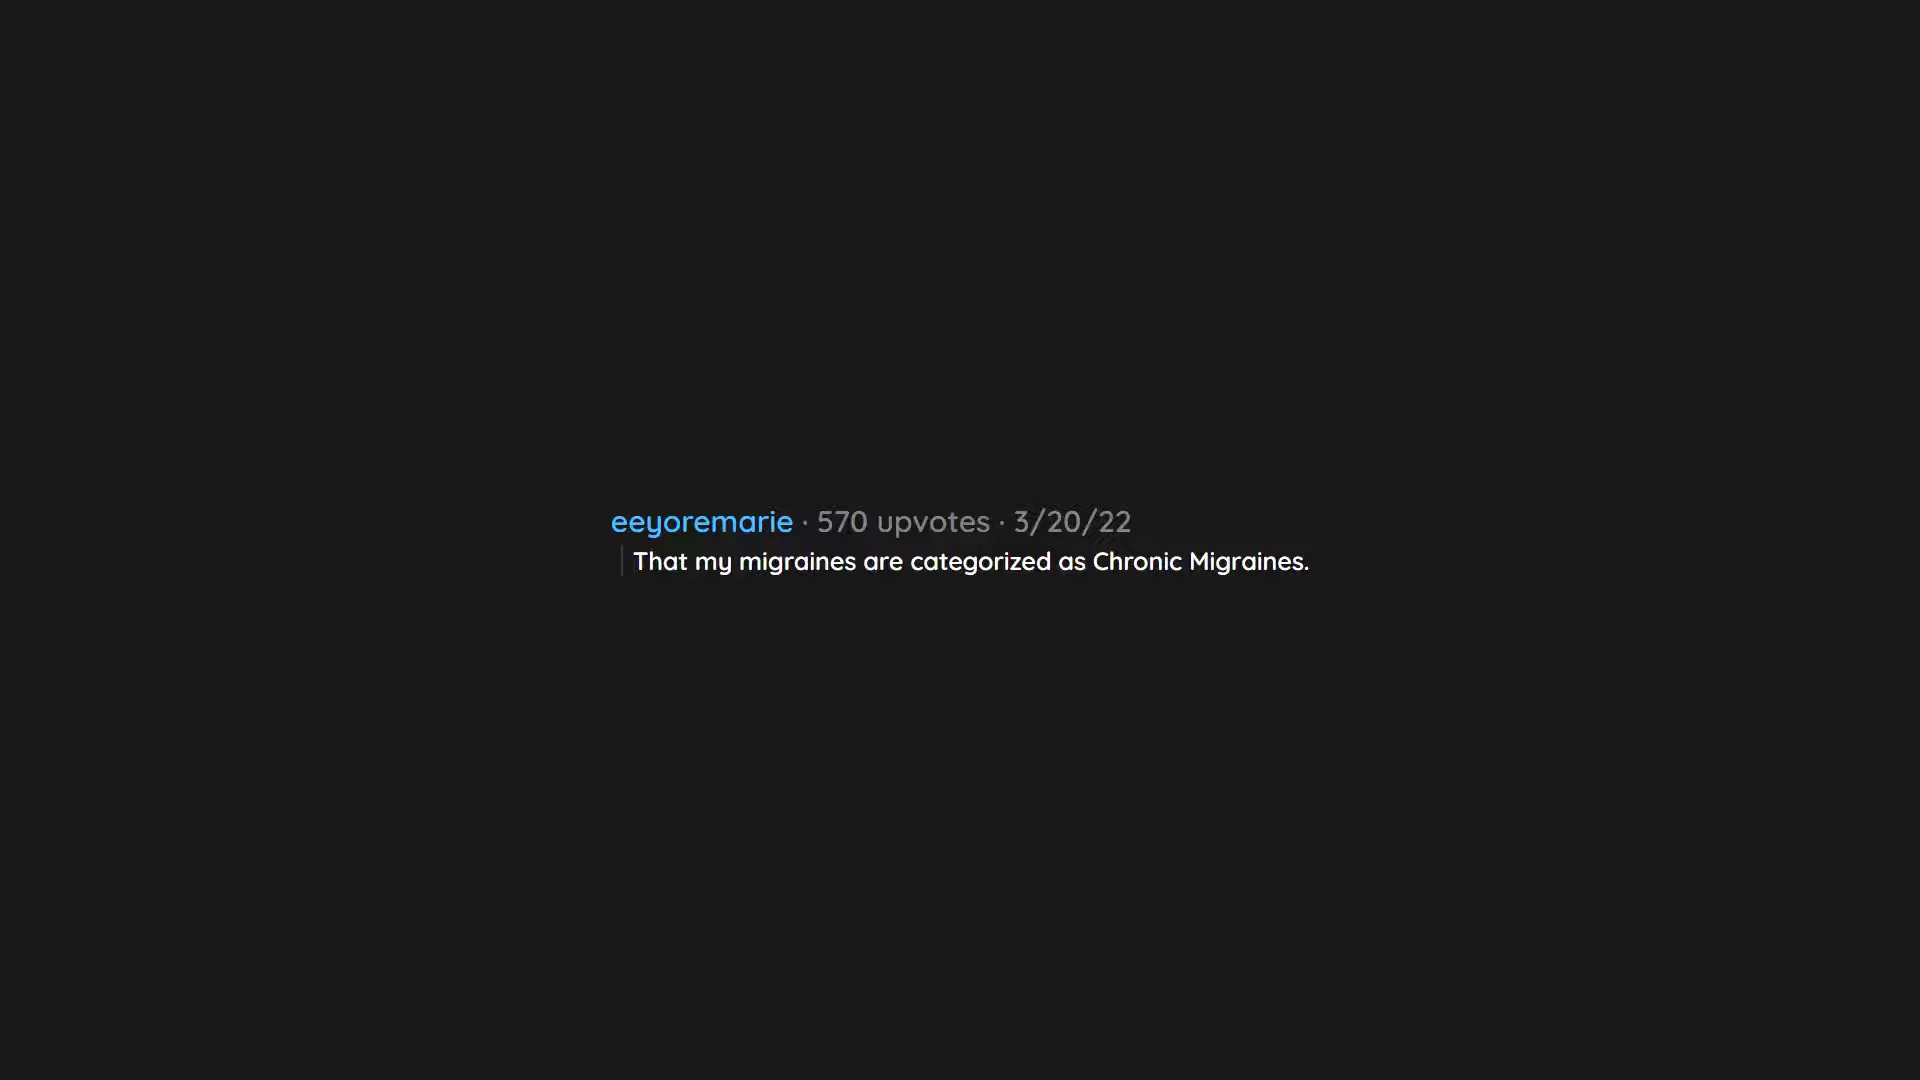 eeyoremarie · 570 upvotes · 3/20/22
That my migraines are categorized as Chronic Migraines.